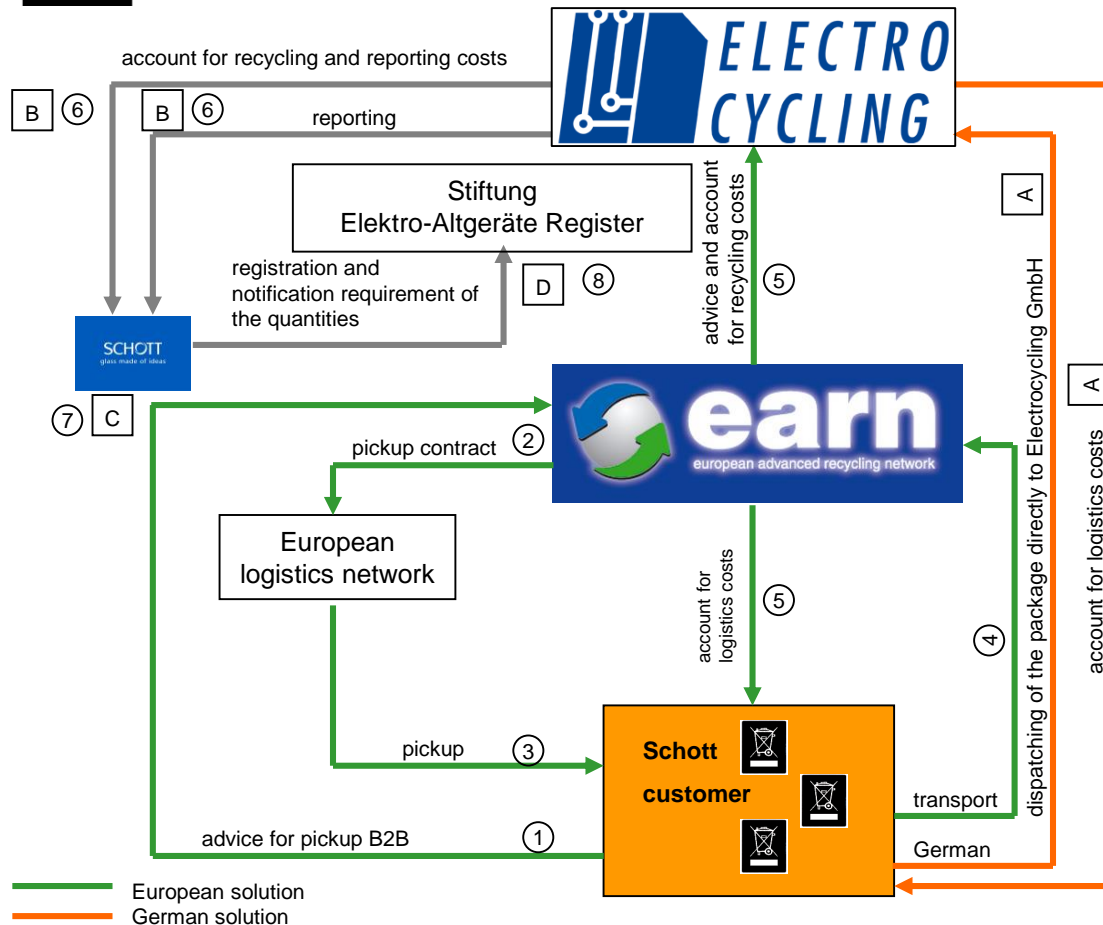 ELECTRO
CYCLING
account for recycling and reporting costs
B 6 B 6
reporting
A
Stiftung
Elektro-Altgeräte Register
advice and account
for recycling costs
5
registration and
notification requirement of
the quantities
D 8
dispatching of the package directly to Electrocycling GmbH
A
account for logistics costs
SCHOTT
glass made of ideas
7 C
earn
european advanced recycling network
pickup contract 2
European
logistics network
account for
logistics costs
5
4
pickup 3
Schott
customer
transport
advice for pickup B2B 1
German
European solution
German solution